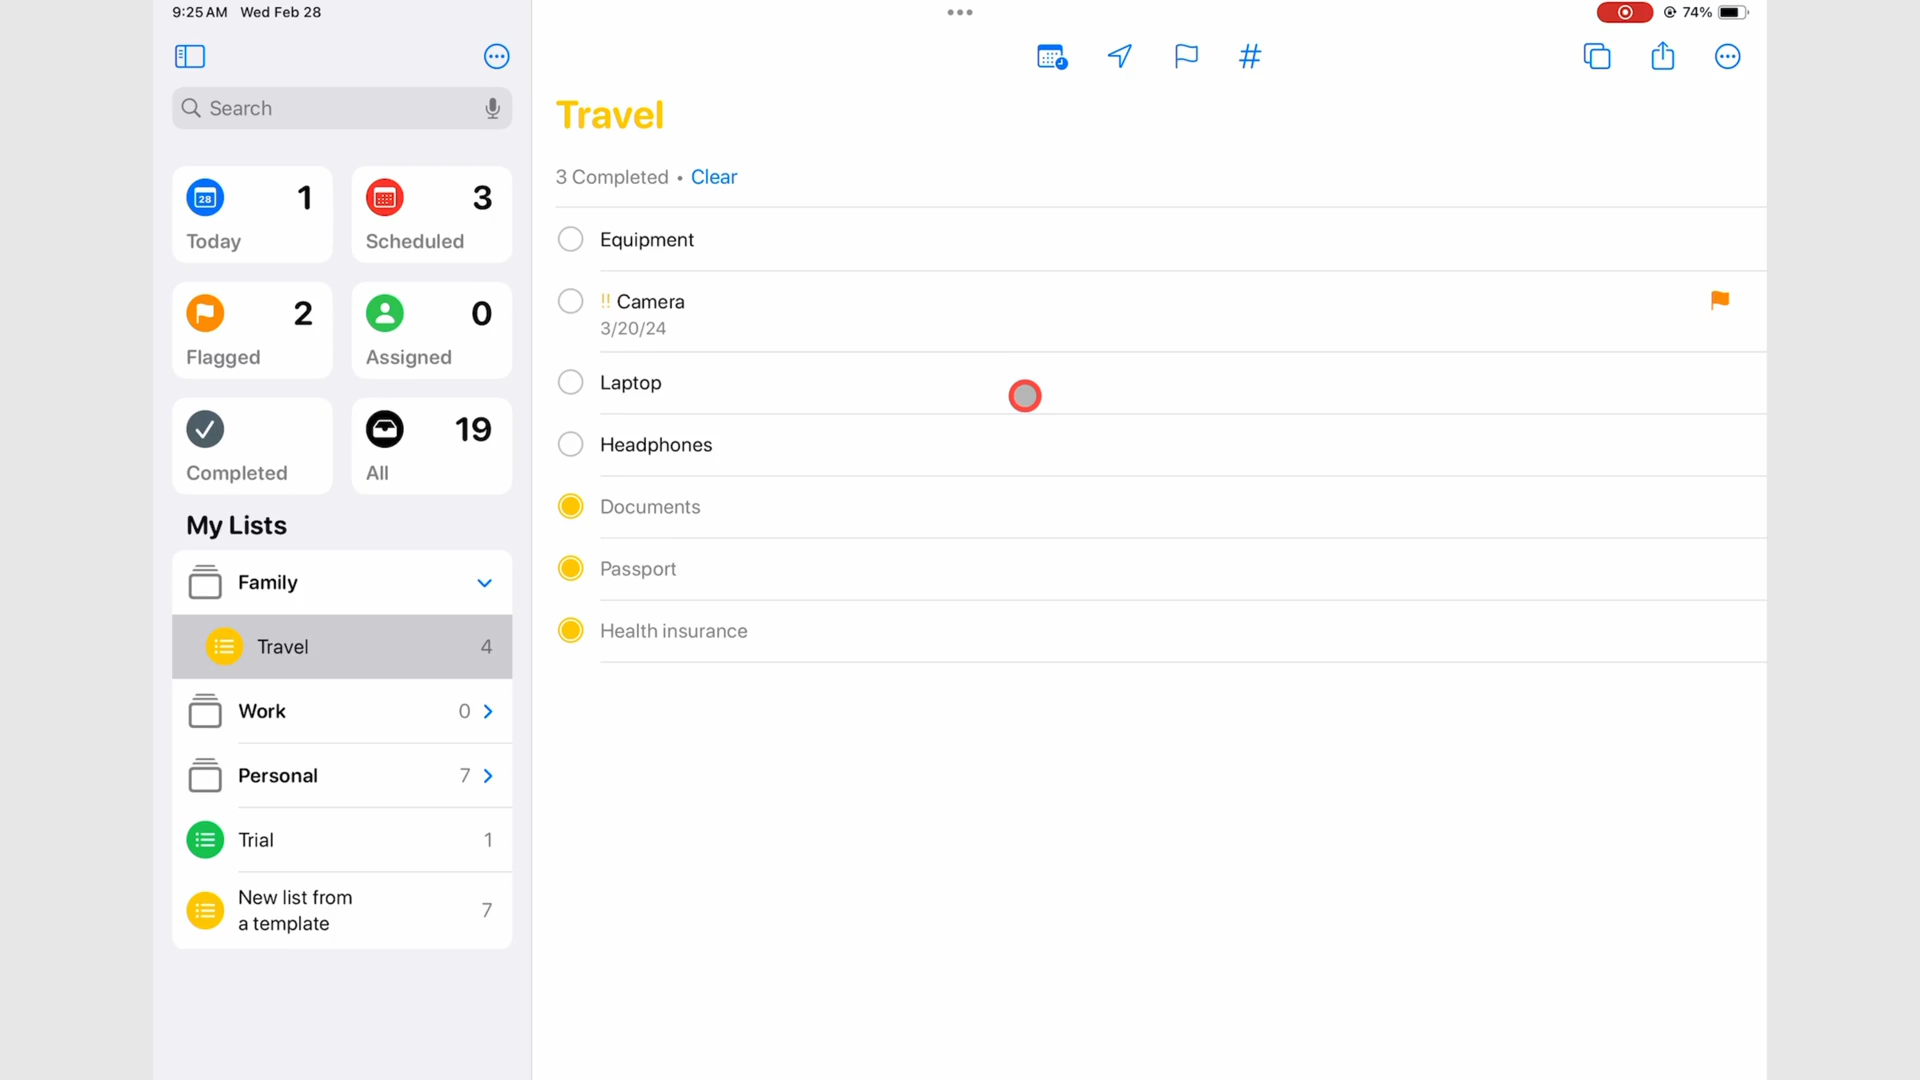 9:25 AM Wed Feb 28
74%
Search
28
1
Today
3
Scheduled
2
Flagged
0
Assigned
Completed
19
All
My Lists
Family
Travel 4
Work 0
Personal 7
Trial 1
New list from
a template
7
Travel
3 Completed • Clear
Equipment
!! Camera
3/20/24
Laptop
Headphones
Documents
Passport
Health insurance